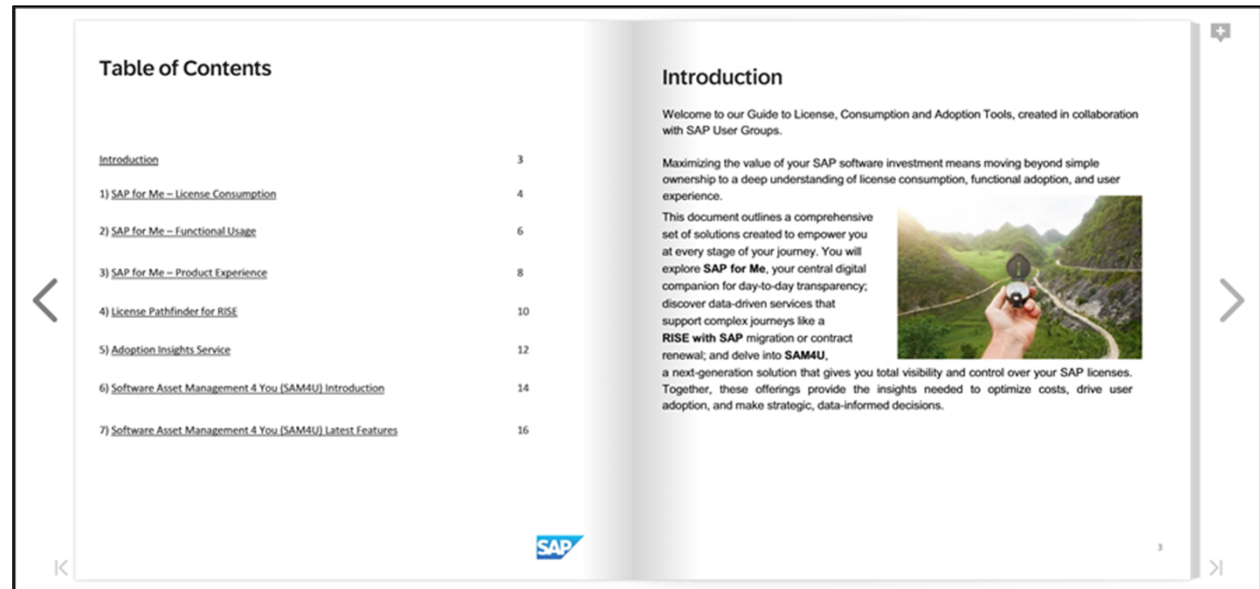 Table of Contents
Introduction 3
1) SAP for Me – License Consumption 4
2) SAP for Me – Functional Usage 6
3) SAP for Me – Product Experience 8
4) License Pathfinder for RISE 10
5) Adoption Insights Service 12
6) Software Asset Management 4 You (SAM4U) Introduction 14
7) Software Asset Management 4 You (SAM4U) Latest Features 16
SAP
Introduction
Welcome to our Guide to License, Consumption and Adoption Tools, created in collaboration
with SAP User Groups.
Maximizing the value of your SAP software investment means moving beyond simple
ownership to a deep understanding of license consumption, functional adoption, and user
experience.
This document outlines a comprehensive
set of solutions created to empower you
at every stage of your journey. You will
explore SAP for Me, your central digital
companion for day-to-day transparency;
discover data-driven services that
support complex journeys like a
RISE with SAP migration or contract
renewal; and delve into SAM4U,
a next-generation solution that gives you total visibility and control over your SAP licenses.
Together, these offerings provide the insights needed to optimize costs, drive user
adoption, and make strategic, data-informed decisions.
3